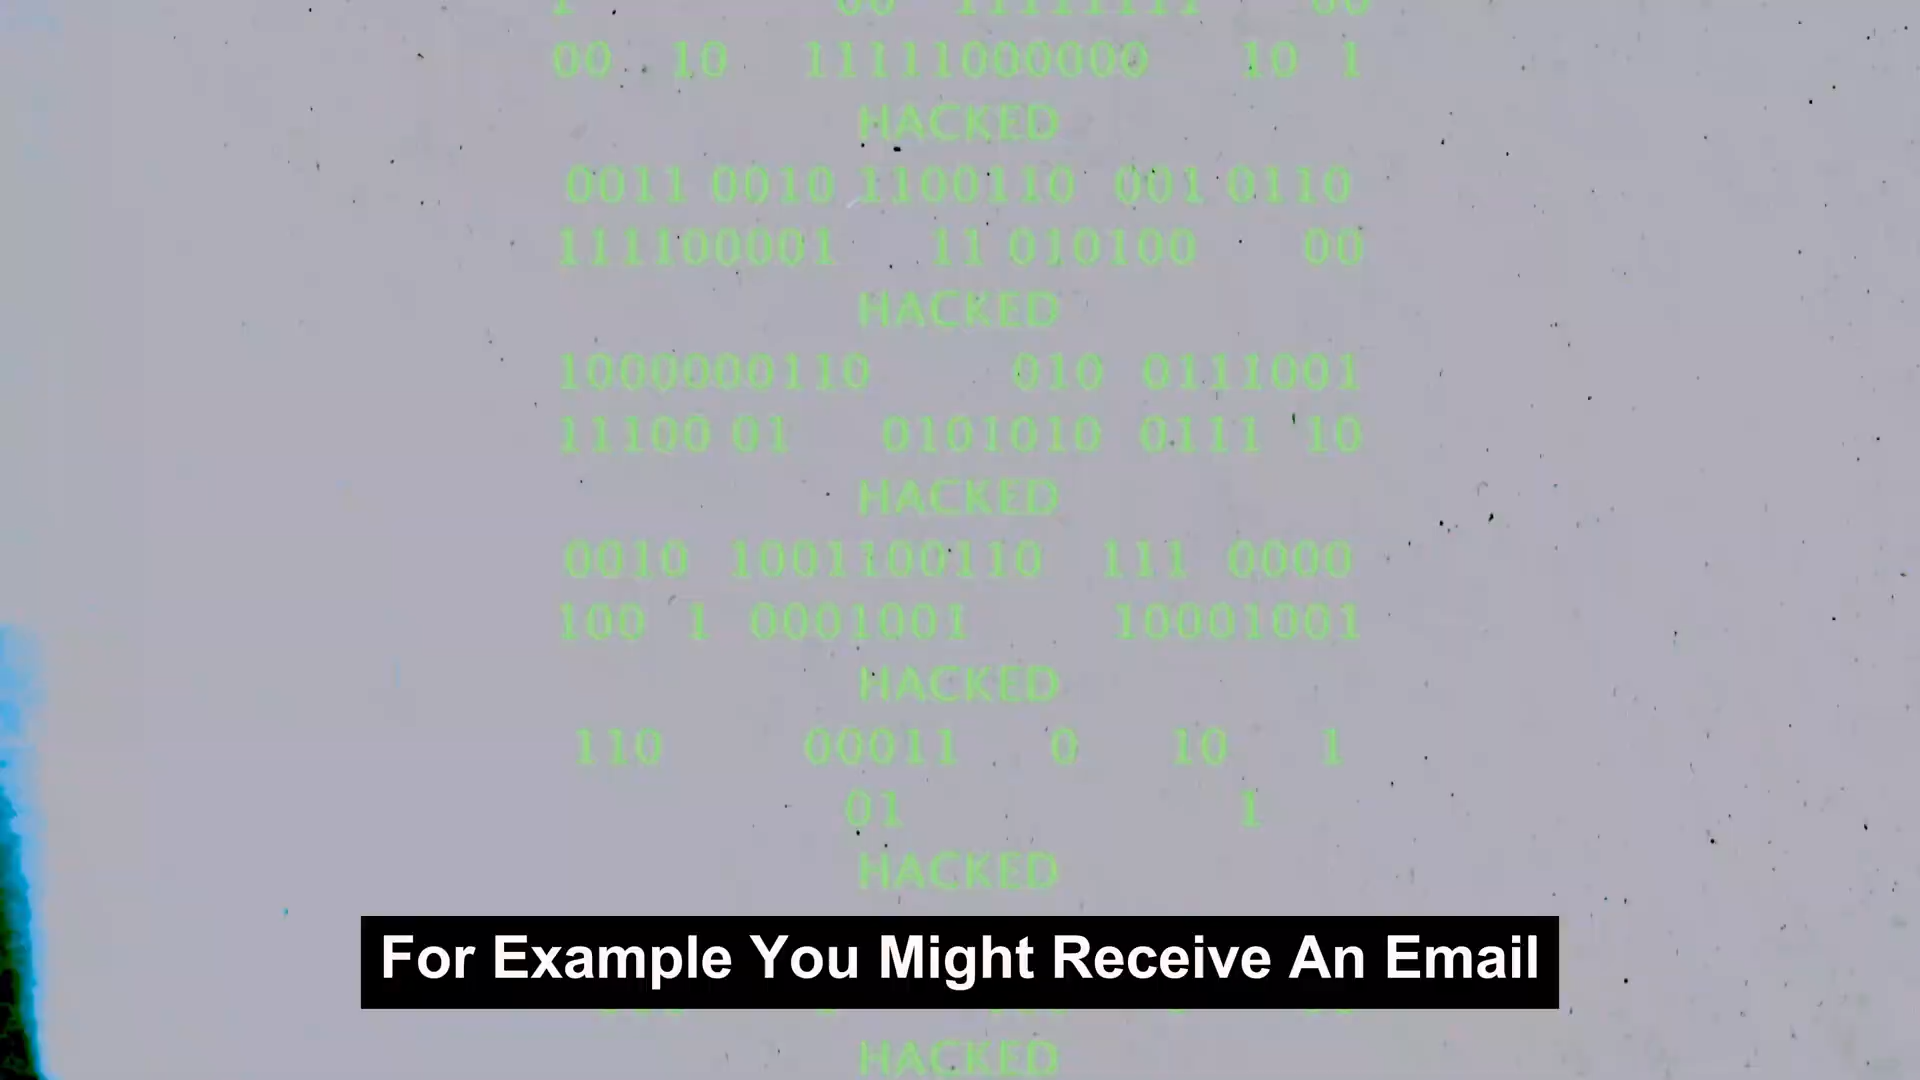 00 10 11111000000 10 1
HACKED
0011 0010 1100110 001 0110
111100001 11 010100 00
HACKED
1000000110 010 0111001
11100 01 0101010 0111 10
HACKED
0010 1001100110 111 0000
100 1 0001001 10001001
HACKED
110 00011 0 10 1
01 1
HACKED
For Example You Might Receive An Email
HACKED